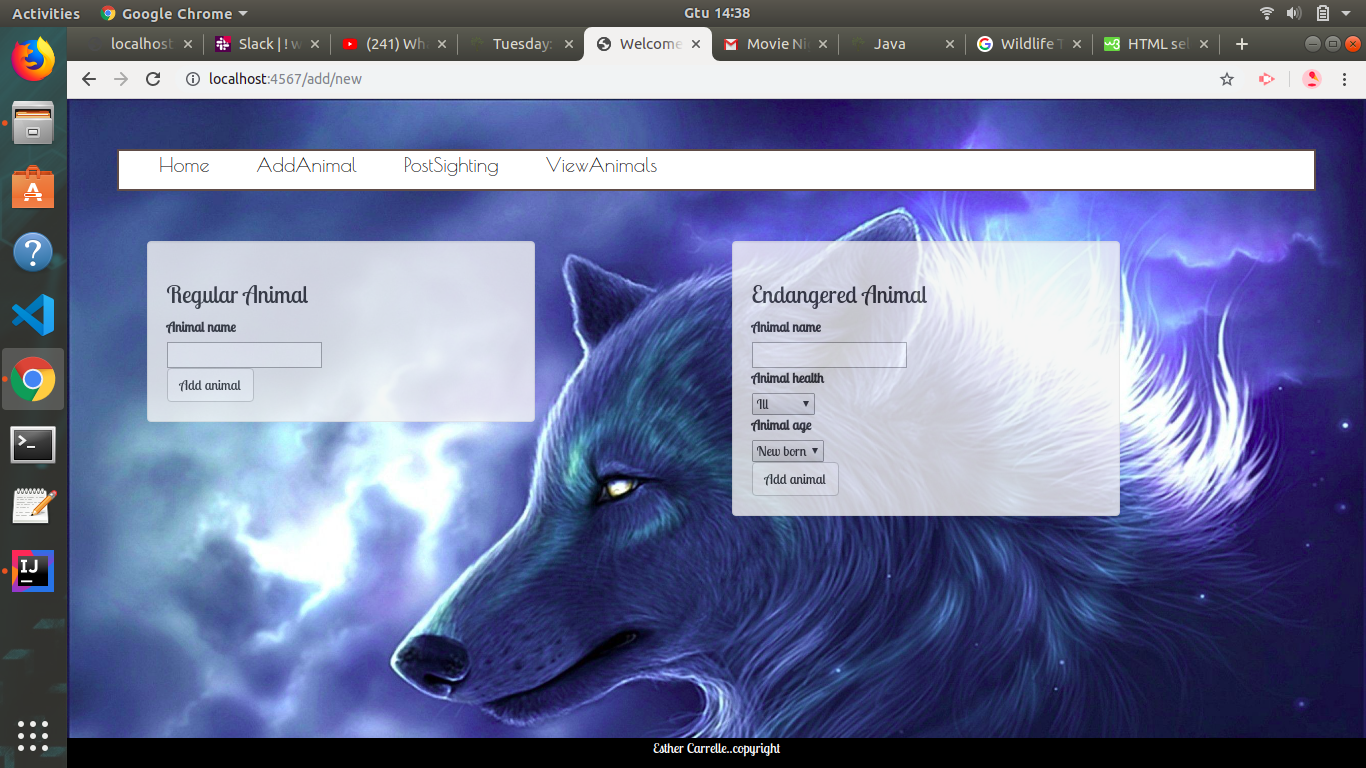 Activities Google Chrome Gtu 14:38
localhost Slack | ! w (241) Wh Tuesday: Welcome Movie Ni Java Wildlife T HTML sel
localhost:4567/add/new
Home AddAnimal PostSighting ViewAnimals
Regular Animal
Animal name
Add animal
Endangered Animal
Animal name
Animal health
Ill
Animal age
New born
Add animal
Esther Carrelle..copyright